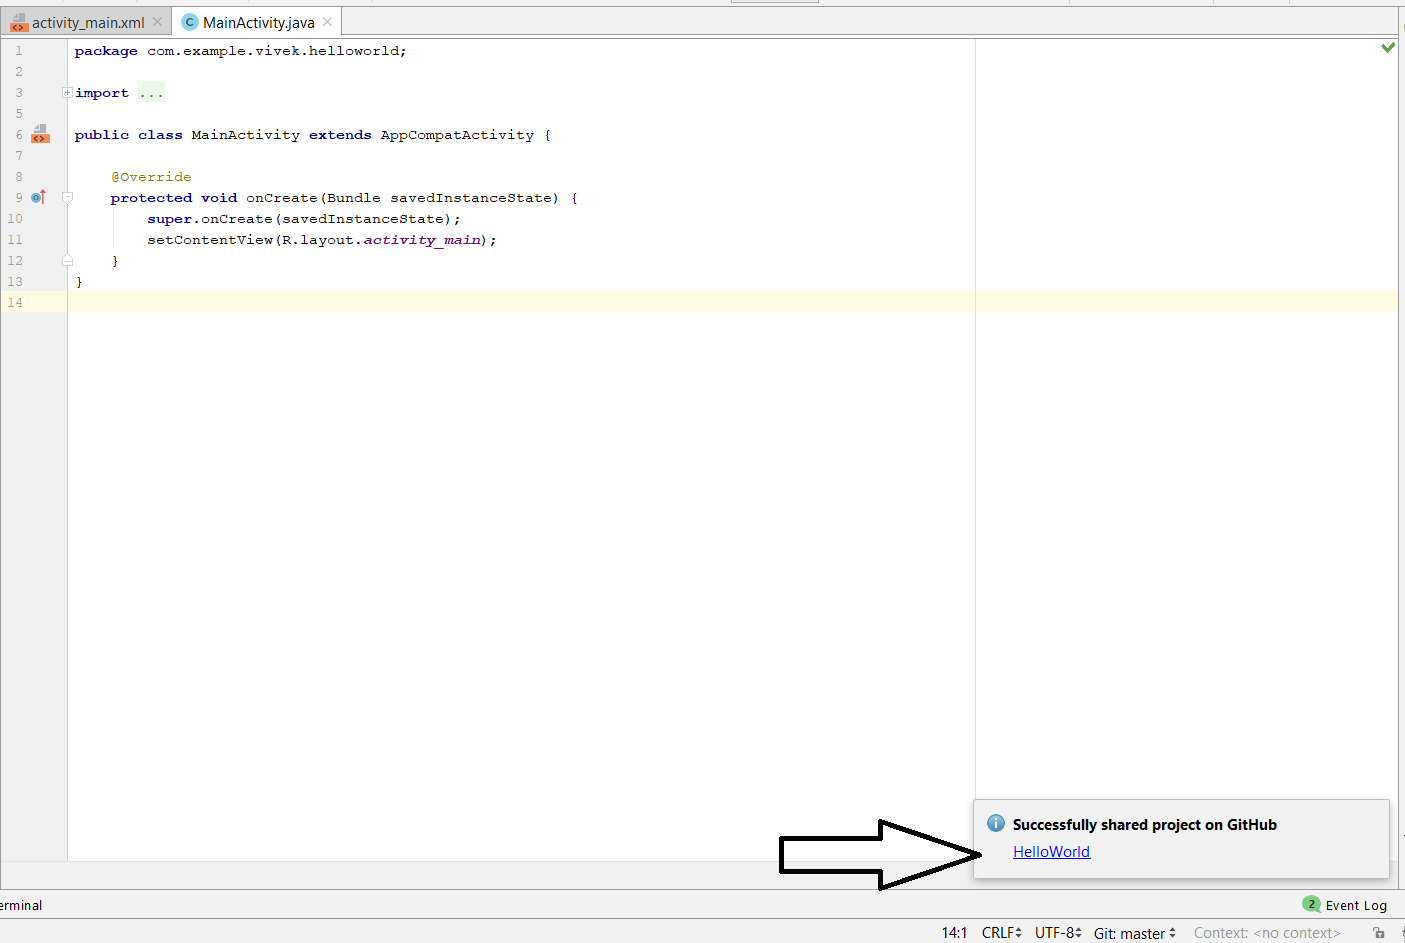 activity_main.xml
C MainActivity.java
1 package com.example.vivek.helloworld;
2
3 import ...
5
6 public class MainActivity extends AppCompatActivity {
7
8 @Override
9 protected void onCreate(Bundle savedInstanceState) {
10 super.onCreate(savedInstanceState);
11 setContentView(R.layout.activity_main);
12 }
13 }
14
Successfully shared project on GitHub
HelloWorld
erminal
2 Event Log
14:1 CRLF UTF-8 Git: master Context: <no context>